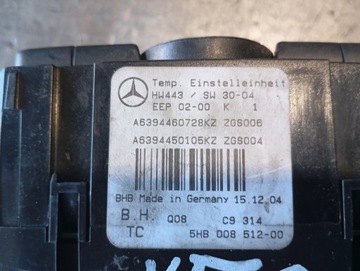 Temp. Einstelleinheit
HW443 / SW 30-04
EEP 02-00 K 1
A6394460728KZ ZGS006
A6394450105KZ ZGS004
BHB Made in Germany 15.12.04
B.H. Q08 C9 314
TC 5HB 008 512-00